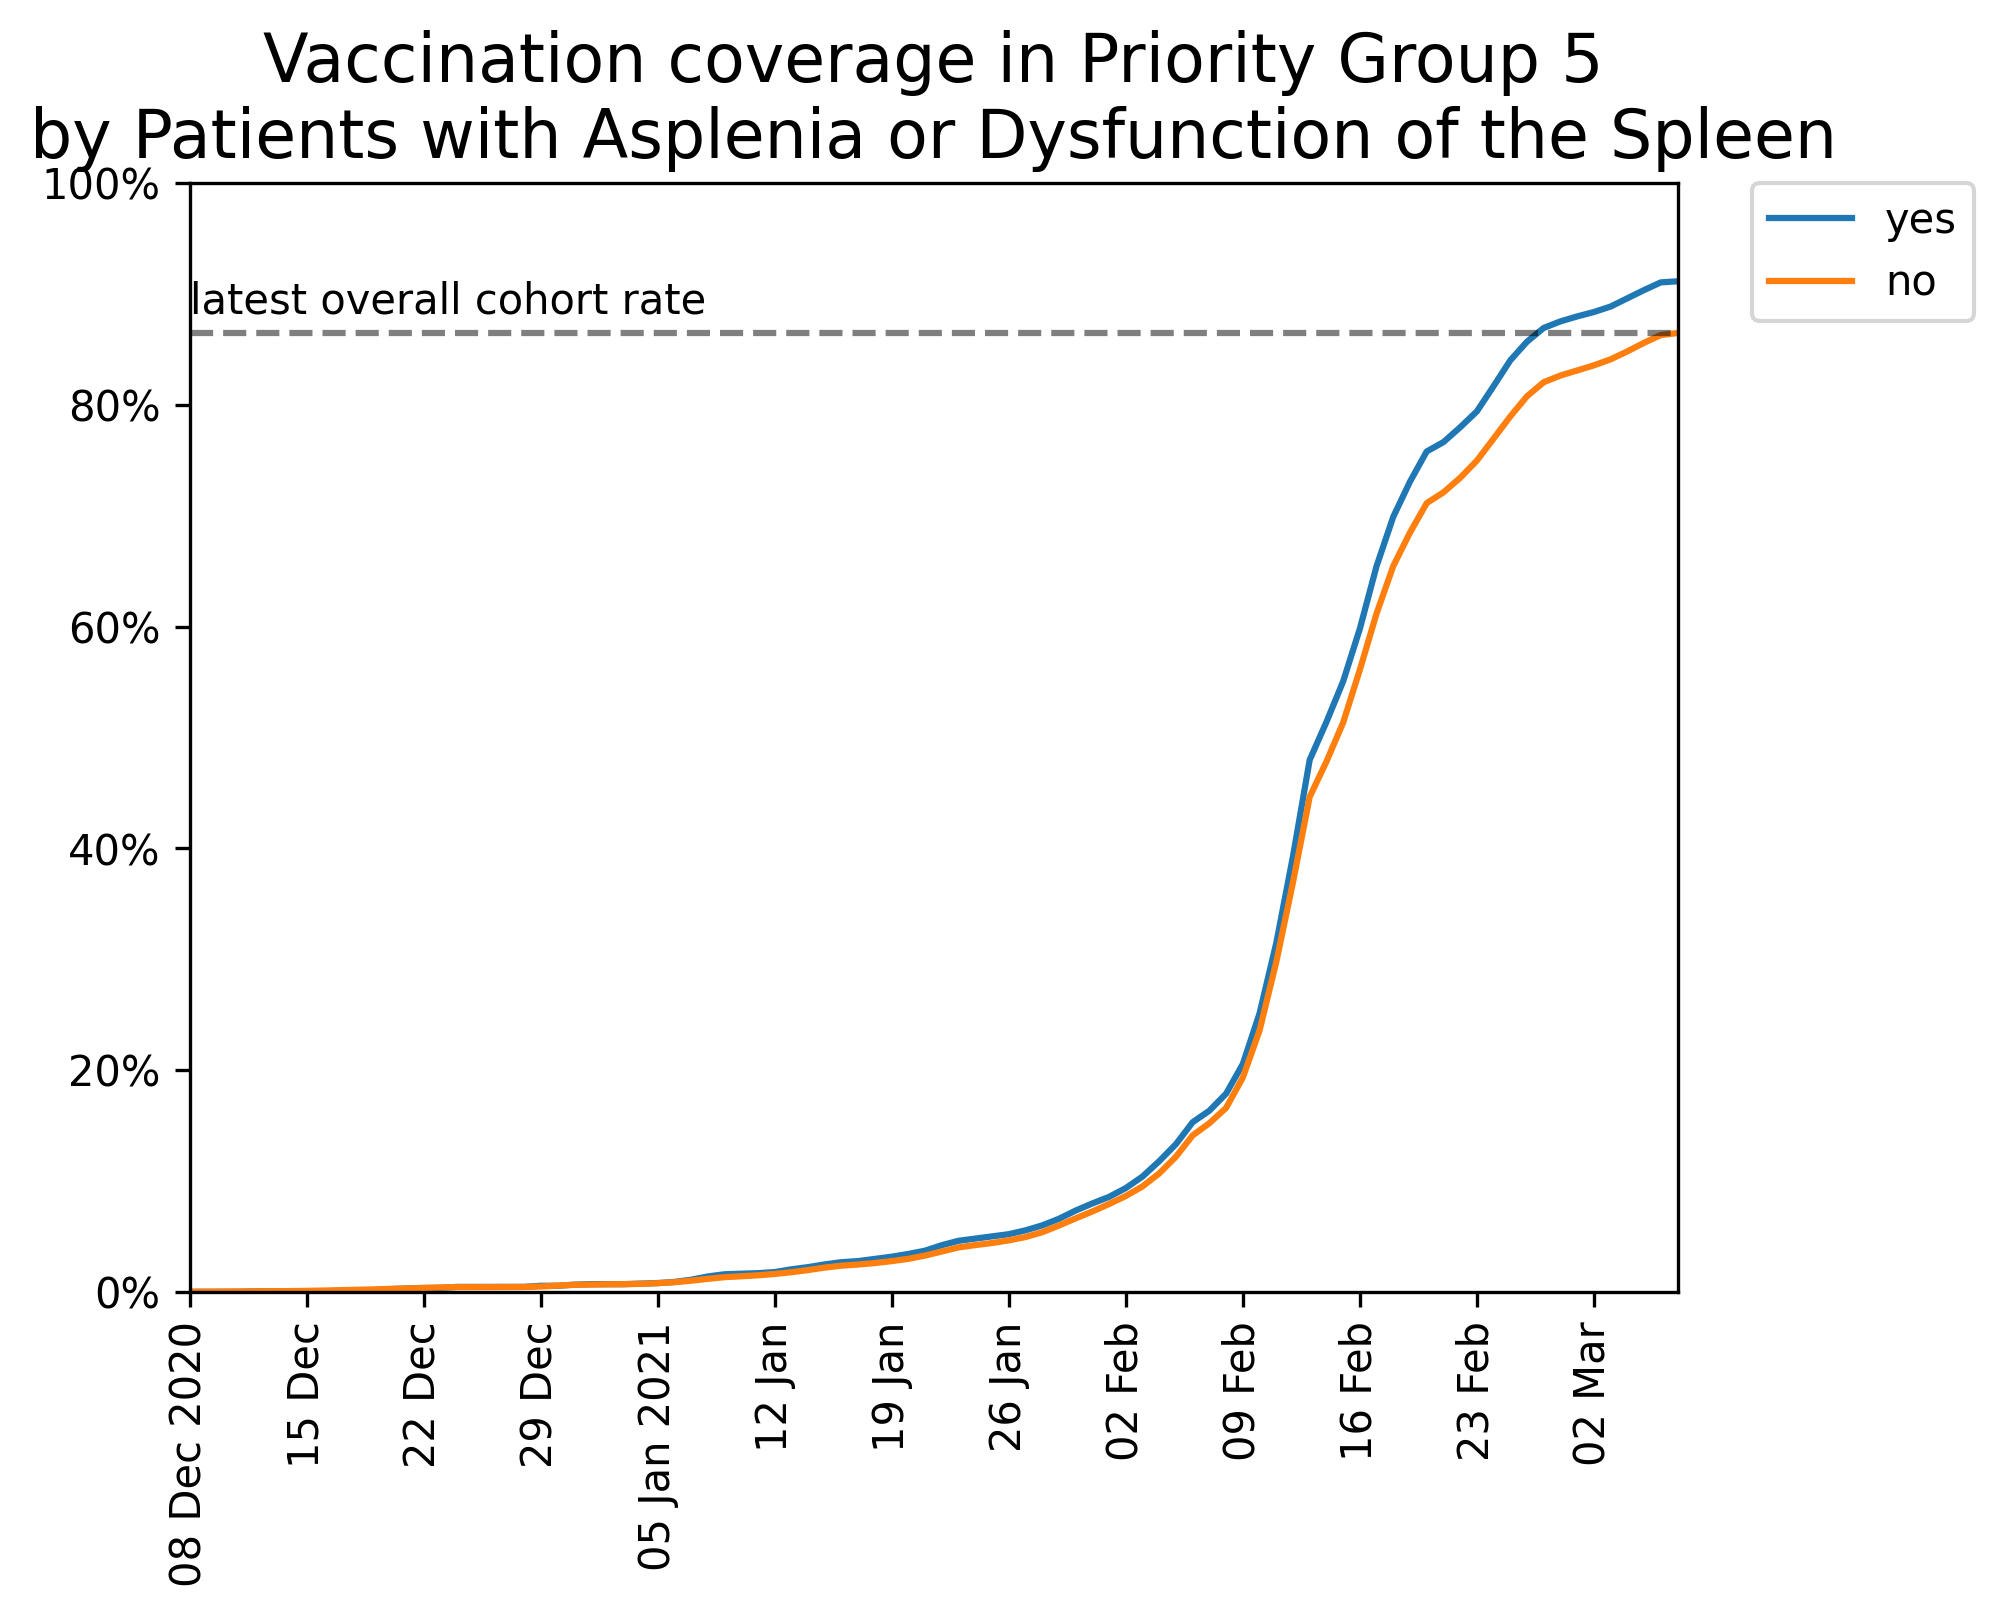 Vaccination coverage in Priority Group 5
by Patients with Asplenia or Dysfunction of the Spleen
100%
80%
60%
40%
20%
0%
latest overall cohort rate
yes
no
08 Dec 2020
15 Dec
22 Dec
29 Dec
05 Jan 2021
12 Jan
19 Jan
26 Jan
02 Feb
09 Feb
16 Feb
23 Feb
02 Mar